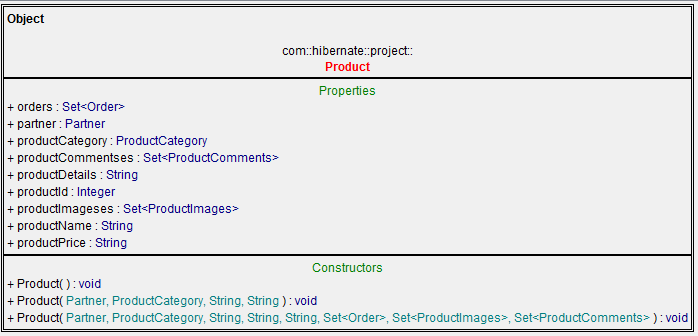 Object
com::hibernate::project::
Product
Properties
+ orders : Set<Order>
+ partner : Partner
+ productCategory : ProductCategory
+ productCommentses : Set<ProductComments>
+ productDetails : String
+ productId : Integer
+ productImageses : Set<ProductImages>
+ productName : String
+ productPrice : String
Constructors
+ Product( ) : void
+ Product( Partner, ProductCategory, String, String ) : void
+ Product( Partner, ProductCategory, String, String, String, Set<Order>, Set<ProductImages>, Set<ProductComments> ) : void